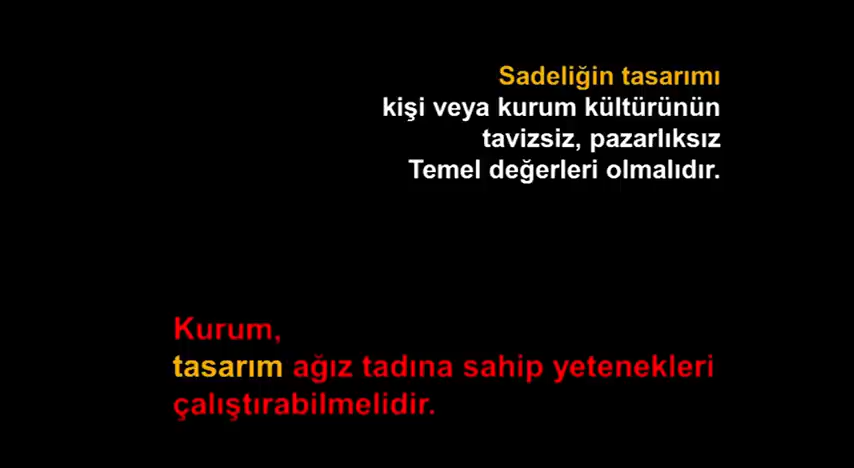 Sadeliğin tasarımı
kişi veya kurum kültürünün
tavizsiz, pazarlıksız
Temel değerleri olmalıdır.
Kurum,
tasarım ağız tadına sahip yetenekleri
çalıştırabilmelidir.